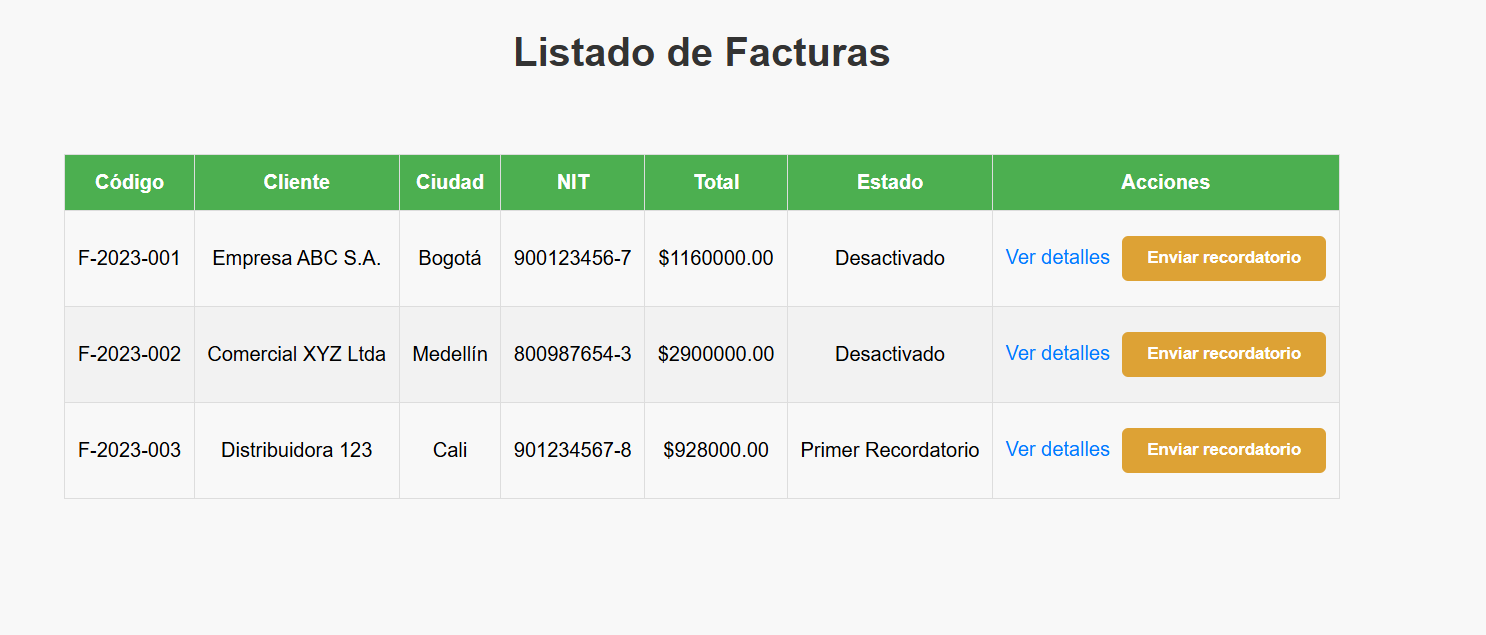 Listado de Facturas
Código Cliente Ciudad NIT Total Estado Acciones
F-2023-001 Empresa ABC S.A. Bogotá 900123456-7 $1160000.00 Desactivado Ver detalles Enviar recordatorio
F-2023-002 Comercial XYZ Ltda Medellín 800987654-3 $2900000.00 Desactivado Ver detalles Enviar recordatorio
F-2023-003 Distribuidora 123 Cali 901234567-8 $928000.00 Primer Recordatorio Ver detalles Enviar recordatorio